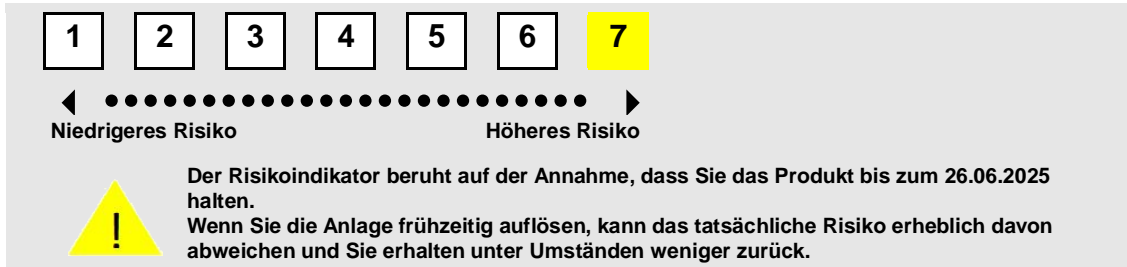 1 2 3 4 5 6 7
Niedrigeres Risiko Höheres Risiko
Der Risikoindikator beruht auf der Annahme, dass Sie das Produkt bis zum 26.06.2025
halten.
Wenn Sie die Anlage frühzeitig auflösen, kann das tatsächliche Risiko erheblich davon
abweichen und Sie erhalten unter Umständen weniger zurück.
!